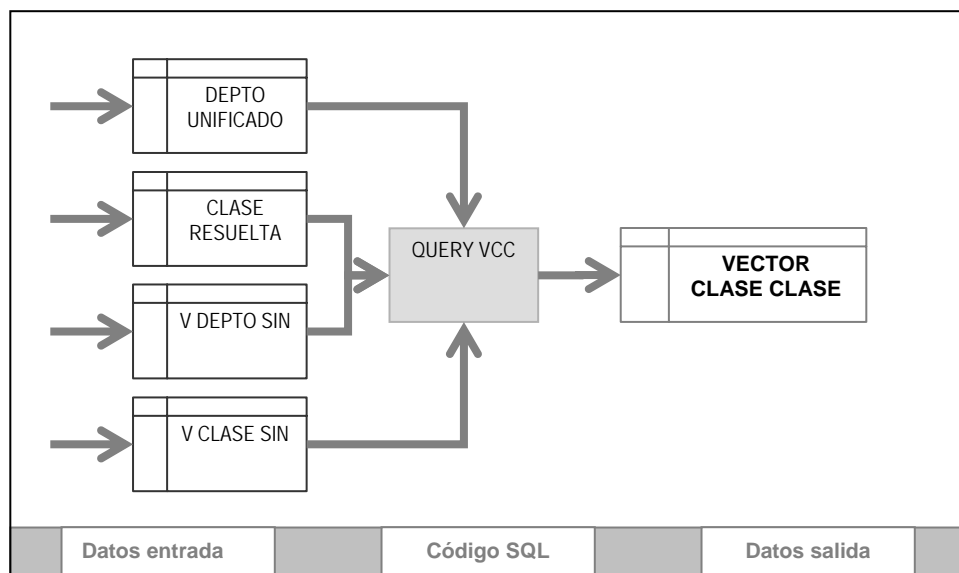 DEPTO
UNIFICADO
CLASE
RESUELTA
V DEPTO SIN
V CLASE SIN
QUERY VCC
VECTOR
CLASE CLASE
Datos entrada
Código SQL
Datos salida